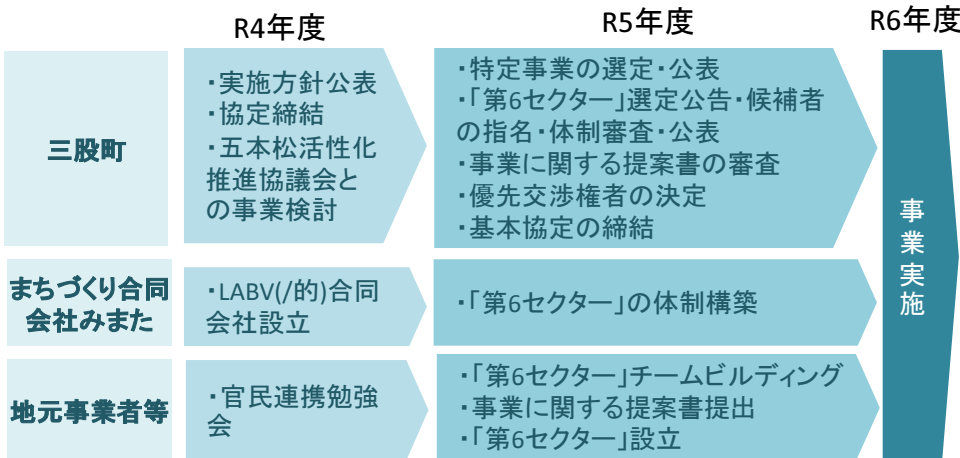 R4年度
R5年度
R6年度
三股町
・実施方針公表
・協定締結
・五本松活性化
推進協議会と
の事業検討
・特定事業の選定・公表
・「第6セクター」選定公告・候補者
の指名・体制審査・公表
・事業に関する提案書の審査
・優先交渉権者の決定
・基本協定の締結
まちづくり合同
会社みまた
・LABV(/的)合同
会社設立
・「第6セクター」の体制構築
地元事業者等
・官民連携勉強
会
・「第6セクター」チームビルディング
・事業に関する提案書提出
・「第6セクター」設立
事業実施